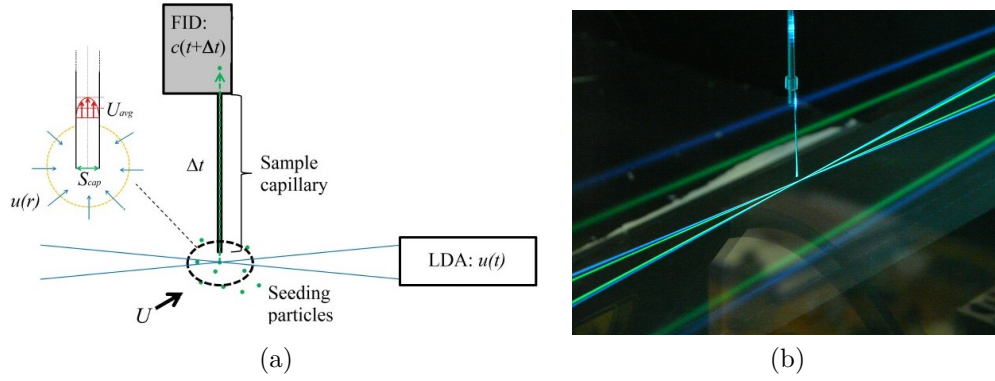 FID:
c(t+Δt)
U_avg
Δt
Sample
capillary
S_cap
u(r)
LDA: u(t)
Seeding
particles
U
(a)
(b)